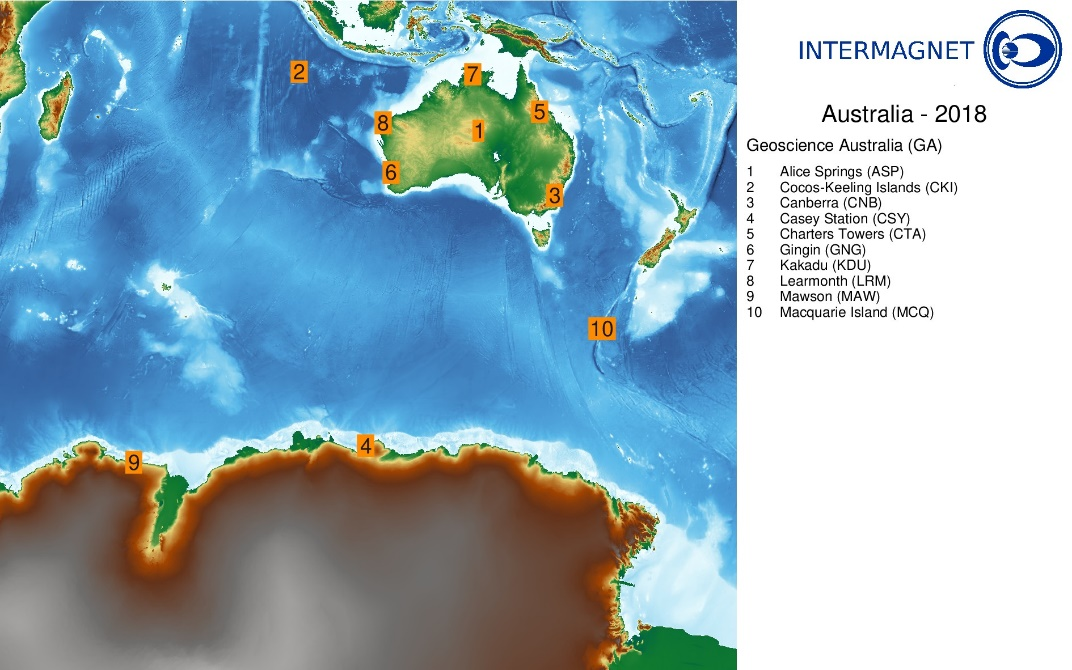 INTERMAGNET
Australia - 2018
Geoscience Australia (GA)
1 Alice Springs (ASP)
2 Cocos-Keeling Islands (CKI)
3 Canberra (CNB)
4 Casey Station (CSY)
5 Charters Towers (CTA)
6 Gingin (GNG)
7 Kakadu (KDU)
8 Learmonth (LRM)
9 Mawson (MAW)
10 Macquarie Island (MCQ)
2
7
5
8
1
6
3
10
4
9